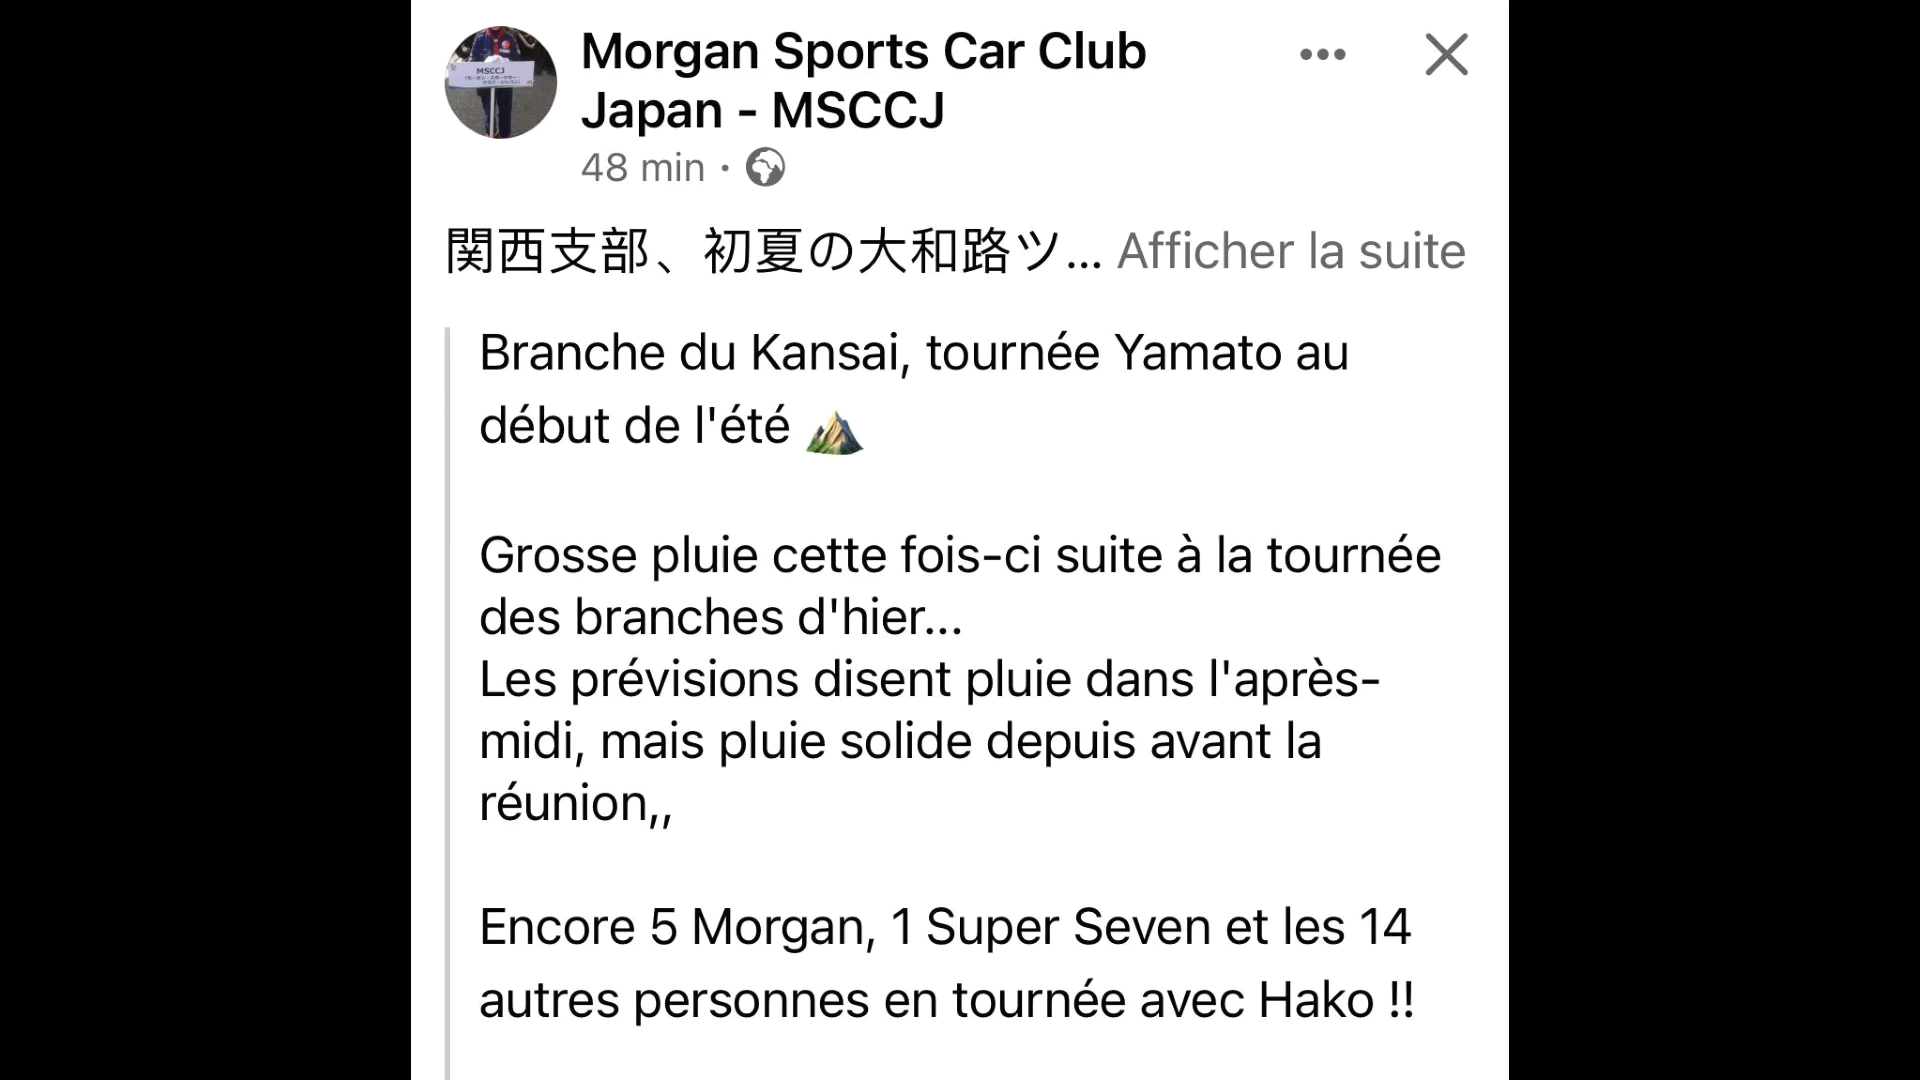 MSCCJ
Morgan Sports Car Club
Japan - MSCCJ
48 min ·
関西支部、初夏の大和路ツ... Afficher la suite
Branche du Kansai, tournée Yamato au
début de l'été ⛰️
Grosse pluie cette fois-ci suite à la tournée
des branches d'hier...
Les prévisions disent pluie dans l'après-
midi, mais pluie solide depuis avant la
réunion,,
Encore 5 Morgan, 1 Super Seven et les 14
autres personnes en tournée avec Hako !!